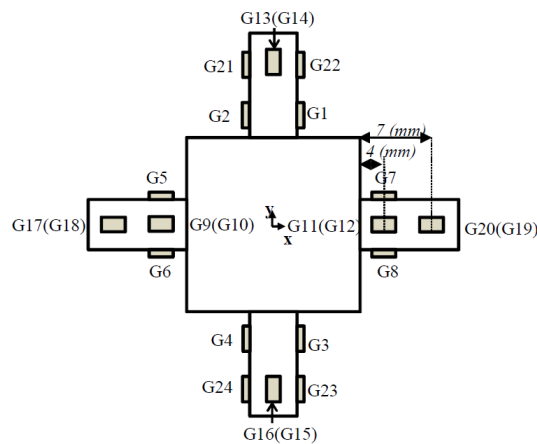 G13(G14)
G21
G22
G2
G1
7 (mm)
4 (mm)
G5
G7
G17(G18)
G9(G10)
y
x
G11(G12)
G20(G19)
G6
G8
G4
G3
G24
G23
G16(G15)